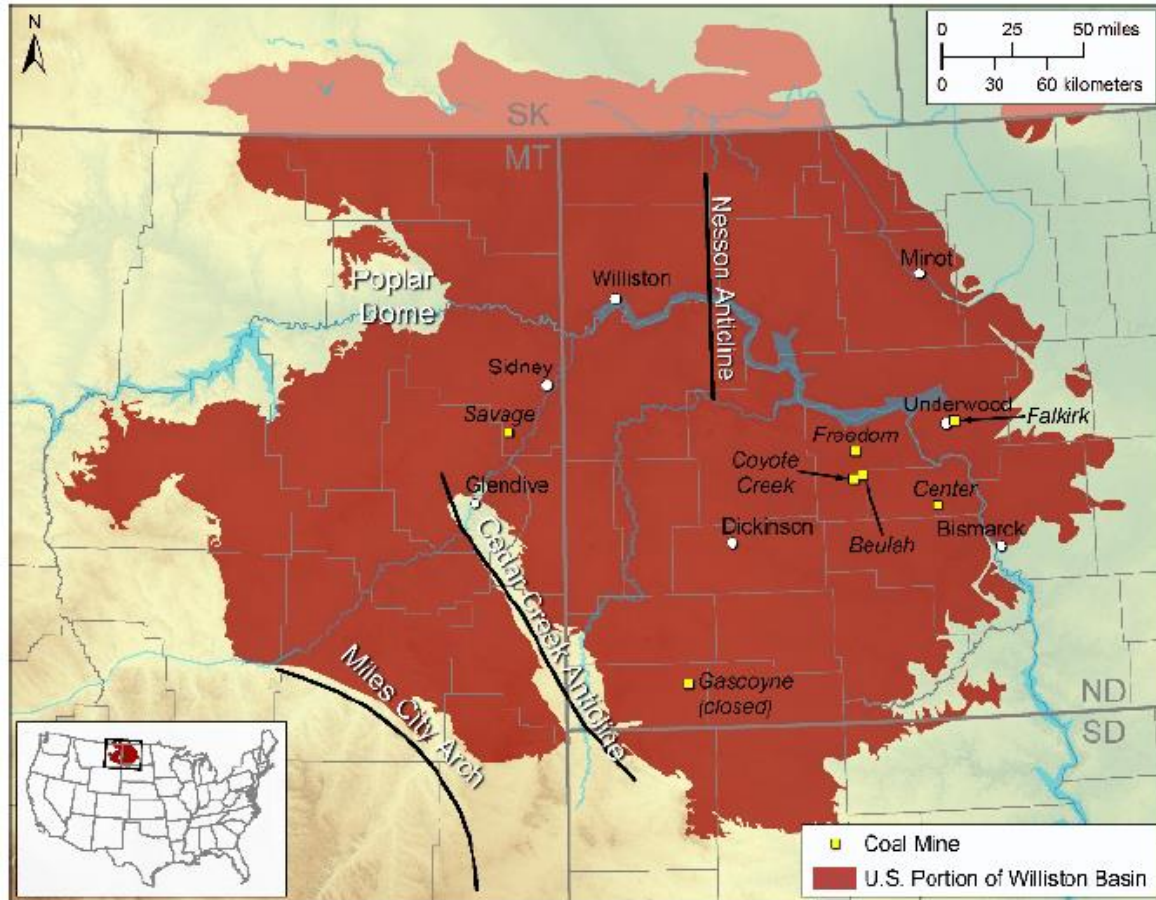 N
0 25 50 miles
0 30 60 kilometers
SK
MT
Nesson Anticline
Minot
Poplar
Dome
Williston
Sidney
Savage
Underwood
Falkirk
Freedom
Coyote
Creek
Glendive
Center
Dickinson
Bismarck
Beulah
Cedar Creek Anticline
Miles City Arch
Gascoyne
(closed)
ND
SD
Coal Mine
U.S. Portion of Williston Basin